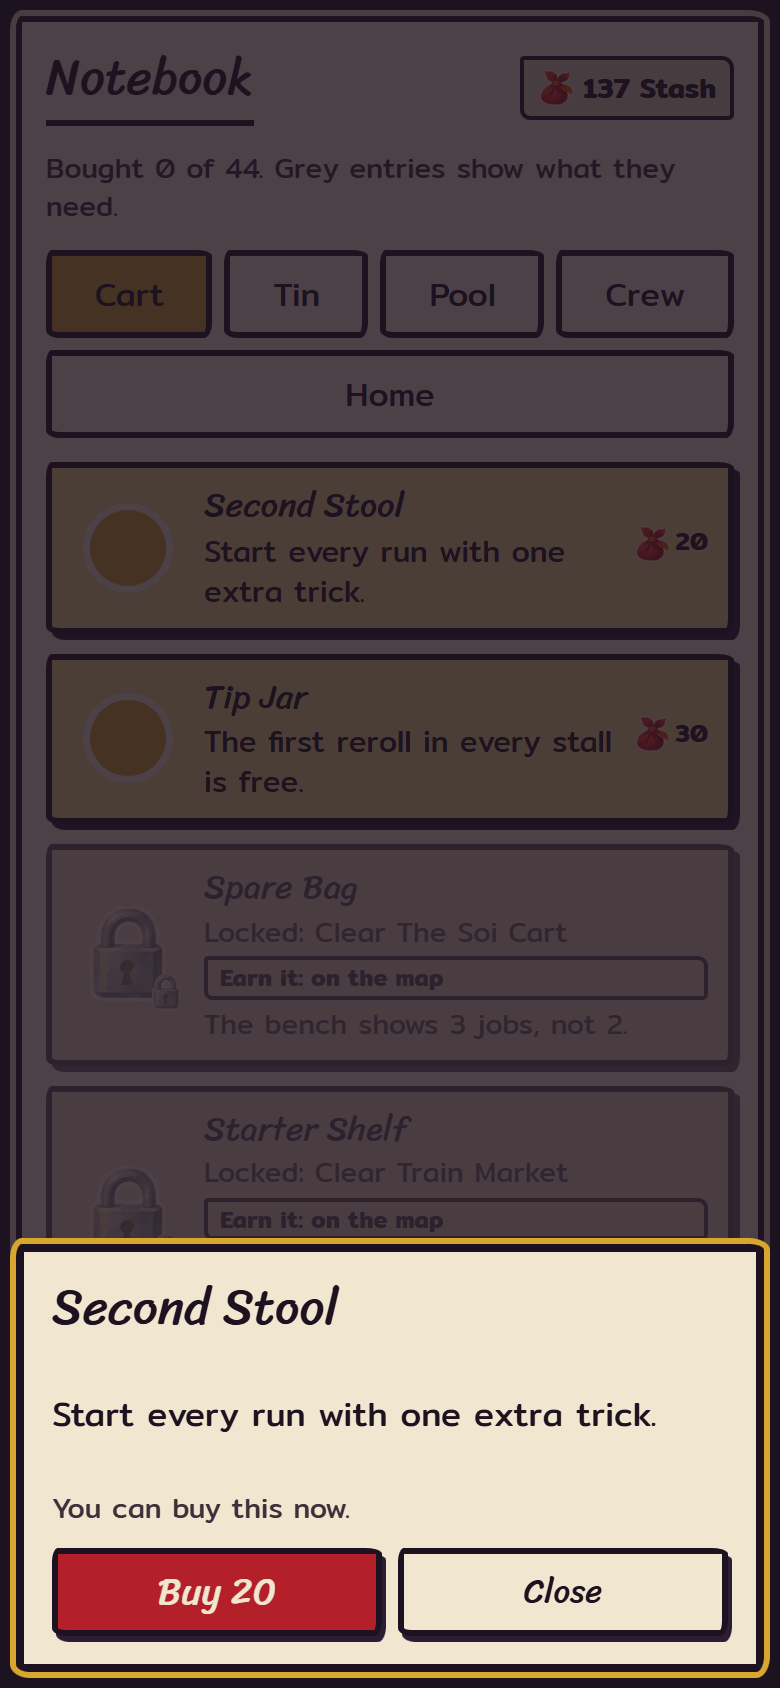 Notebook
137 Stash
Bought 0 of 44. Grey entries show what they
need.
Cart
Tin
Pool
Crew
Home
Second Stool
Start every run with one
extra trick.
20
Tip Jar
The first reroll in every stall
is free.
30
Spare Bag
Locked: Clear The Soi Cart
Earn it: on the map
The bench shows 3 jobs, not 2.
Starter Shelf
Locked: Clear Train Market
Earn it: on the map
Second Stool
Start every run with one extra trick.
You can buy this now.
Buy 20
Close